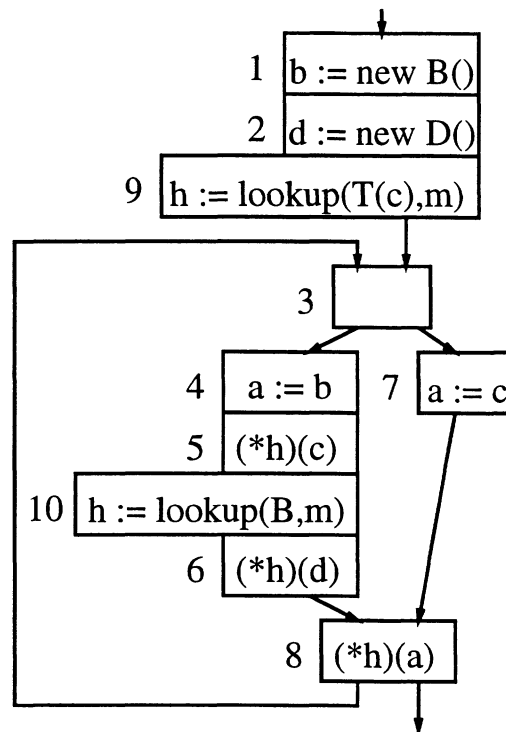 1 b := new B()
2 d := new D()
9 h := lookup(T(c),m)
3
4 a := b 7 a := c
5 (*h)(c)
10 h := lookup(B,m)
6 (*h)(d)
8 (*h)(a)